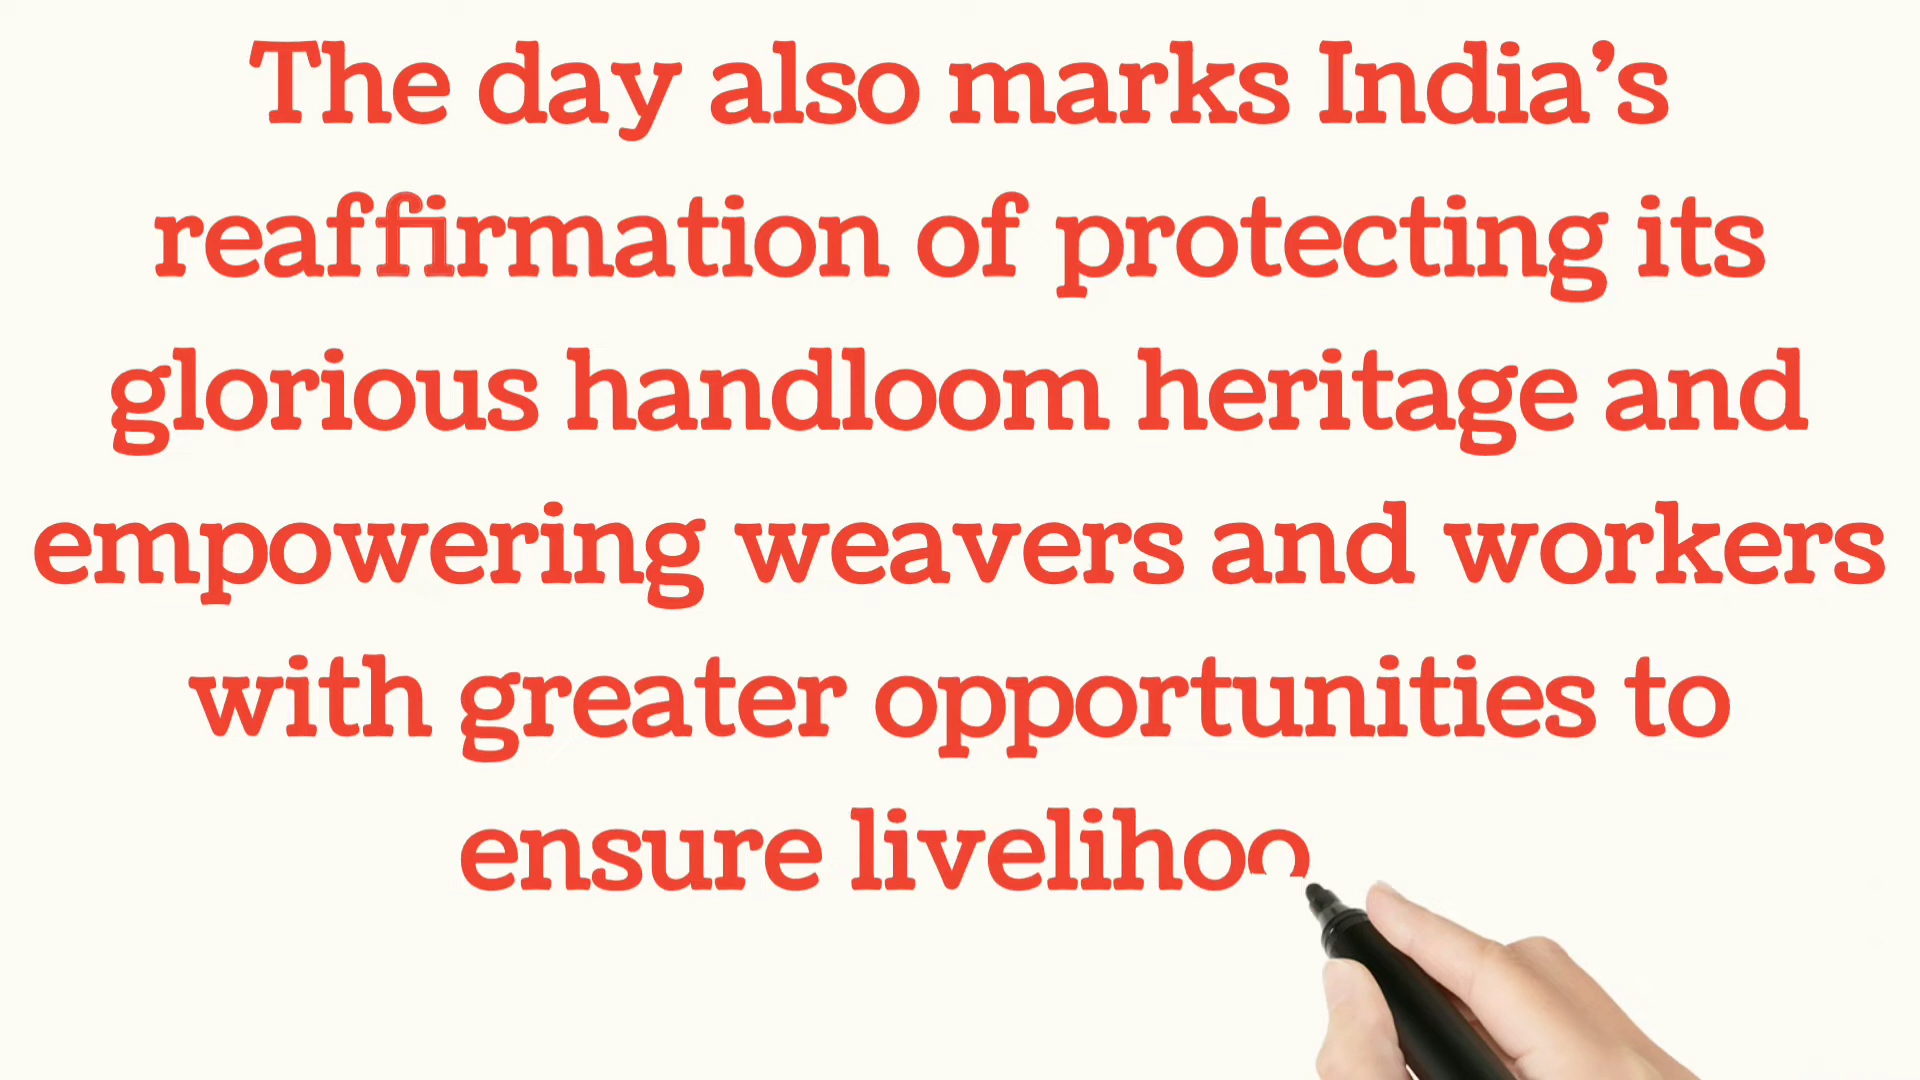 The day also marks India’s
reaffirmation of protecting its
glorious handloom heritage and
empowering weavers and workers
with greater opportunities to
ensure livelihoo